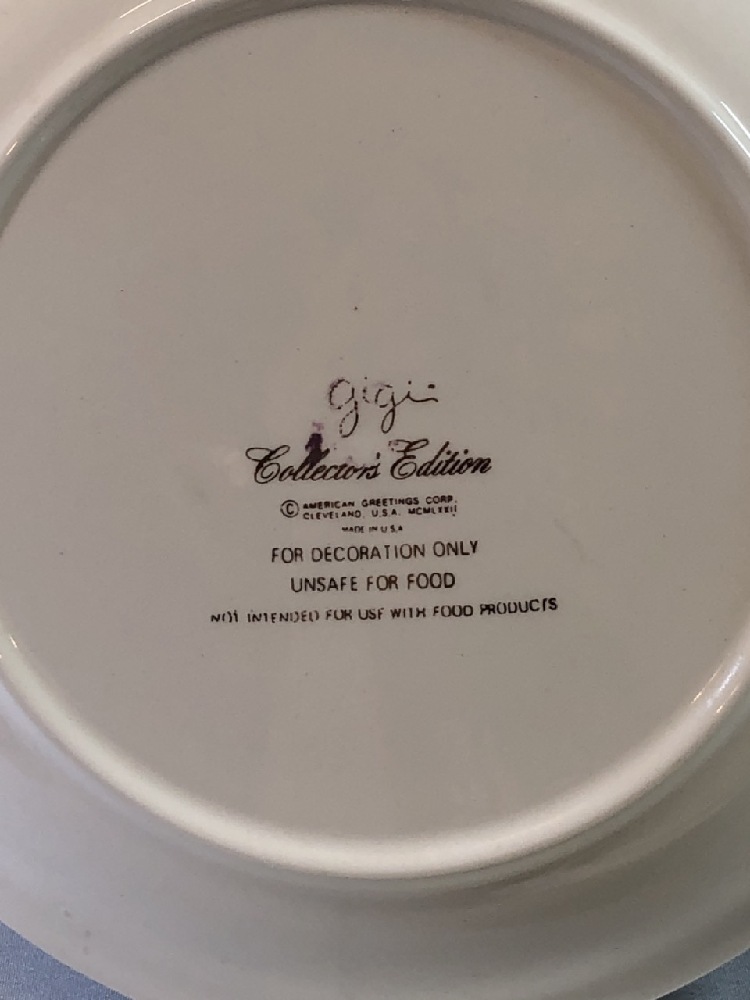 gigi
Collector's Edition
© AMERICAN GREETINGS CORP.
CLEVELAND, U.S.A. MCMLXXII
MADE IN U.S.A
FOR DECORATION ONLY
UNSAFE FOR FOOD
NOT INTENDED FOR USE WITH FOOD PRODUCTS